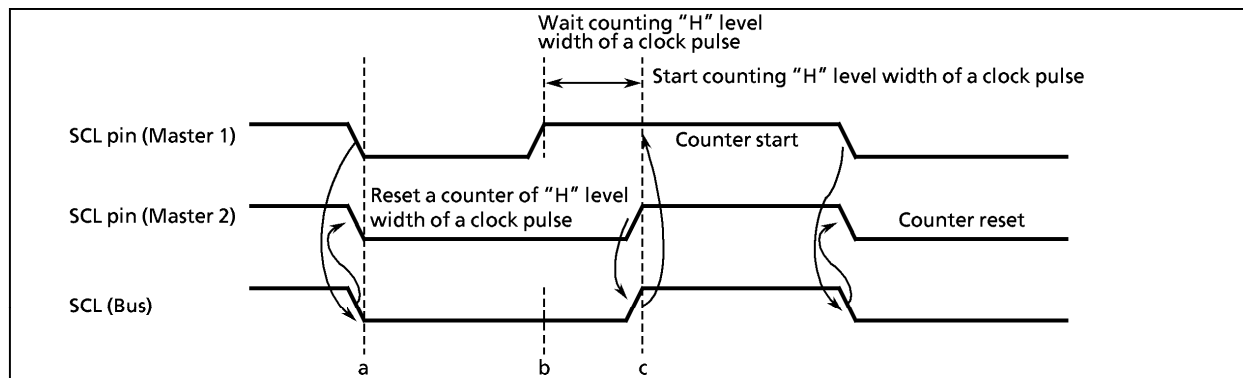 Wait counting “H” level
width of a clock pulse
Start counting “H” level width of a clock pulse
SCL pin (Master 1)
Counter start
Reset a counter of “H” level
width of a clock pulse
SCL pin (Master 2)
Counter reset
SCL (Bus)
a
b
c